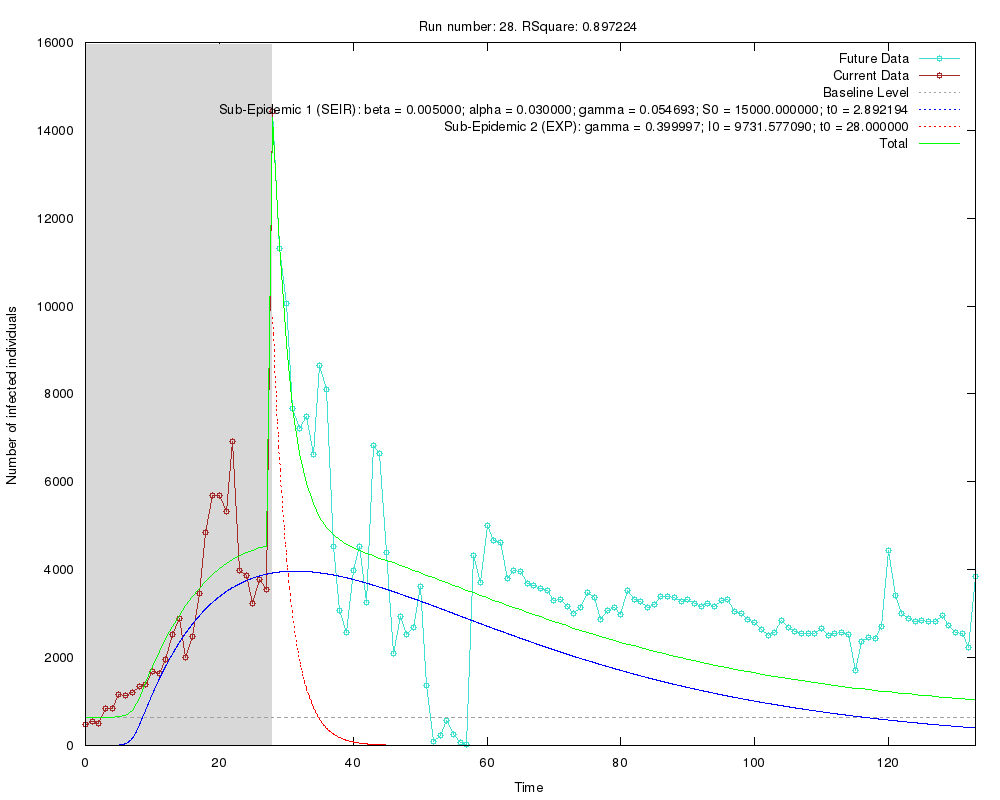 Run number: 28. RSquare: 0.897224
16000
14000
12000
10000
8000
6000
4000
2000
0
Number of infected individuals
Future Data
Current Data
Baseline Level
Sub-Epidemic 1 (SEIR): beta = 0.005000; alpha = 0.030000; gamma = 0.054693; S0 = 15000.000000; t0 = 2.892194
Sub-Epidemic 2 (EXP): gamma = 0.399997; I0 = 9731.577090; t0 = 28.000000
Total
0 20 40 60 80 100 120
Time